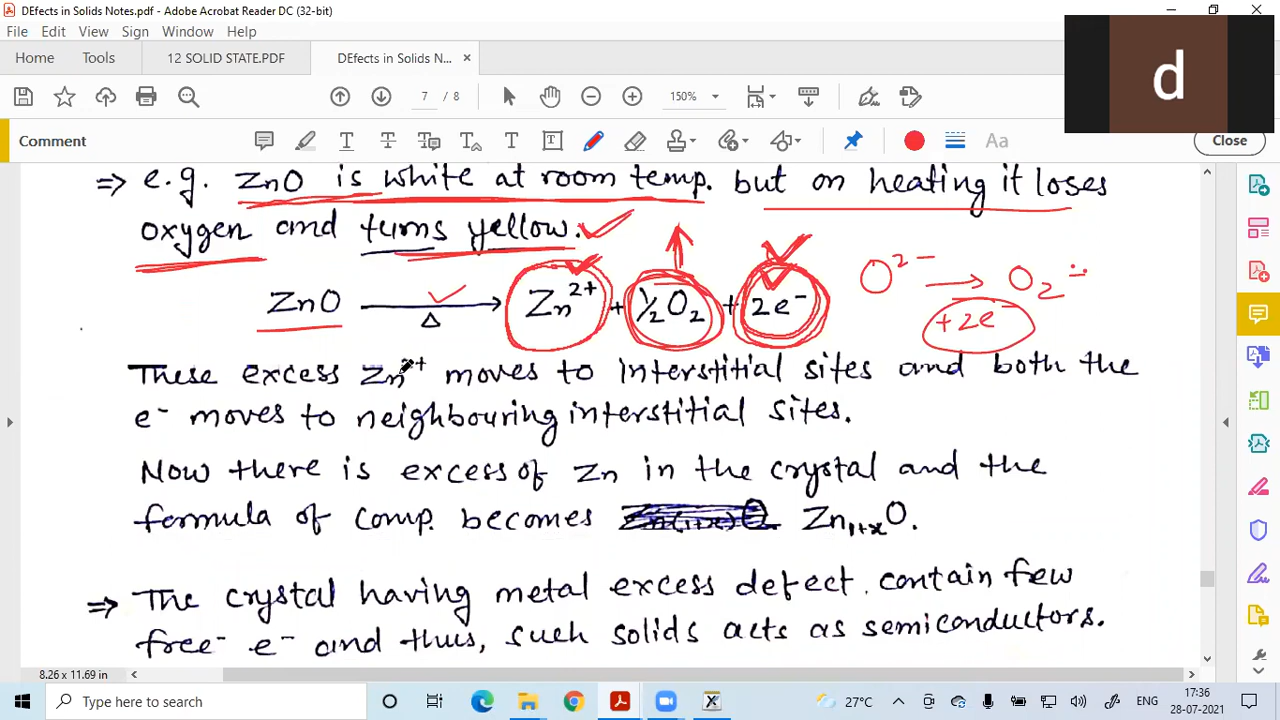 DEfects in Solids Notes.pdf - Adobe Acrobat Reader DC (32-bit)
File Edit View Sign Window Help
Home Tools 12 SOLID STATE.PDF DEfects in Solids N... ×
7 / 8 150%
d
Comment
Close
⇒ e.g. ZnO is white at room temp. but on heating it loses
oxygen and turns yellow.
ZnO →Δ Zn²⁺ + ½O₂ + 2e⁻
O²⁻ → O₂
+2e⁻
These excess Zn²⁺ moves to interstitial sites and both the
e⁻ moves to neighbouring interstitial sites.
Now there is excess of Zn in the crystal and the
formula of comp. becomes Zn₁₊ₓO.
⇒ The crystal having metal excess defect contain few
free e⁻ and thus, such solids acts as semiconductors.
8.26 x 11.69 in
Type here to search
27°C
ENG
17:36
28-07-2021